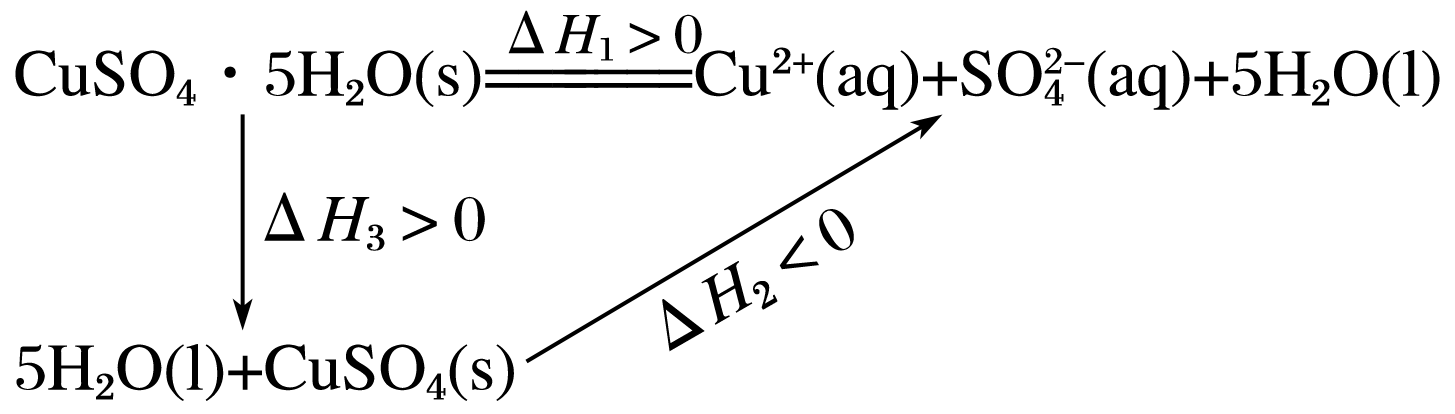 ΔH₁>0
CuSO₄·5H₂O(s)══Cu²⁺(aq)+SO₄²⁻(aq)+5H₂O(l)
ΔH₃>0
ΔH₂<0
5H₂O(l)+CuSO₄(s)